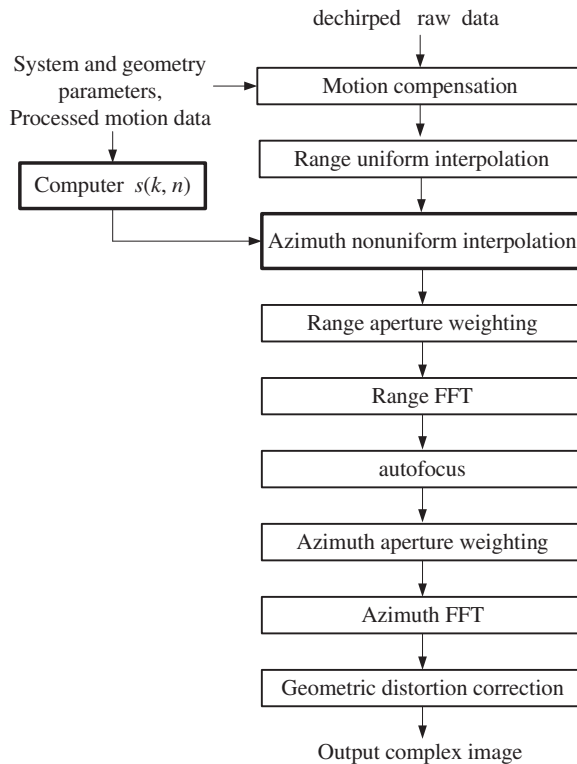 dechirped raw data
System and geometry
parameters,
Processed motion data
Motion compensation
Range uniform interpolation
Computer s(k, n)
Azimuth nonuniform interpolation
Range aperture weighting
Range FFT
autofocus
Azimuth aperture weighting
Azimuth FFT
Geometric distortion correction
Output complex image